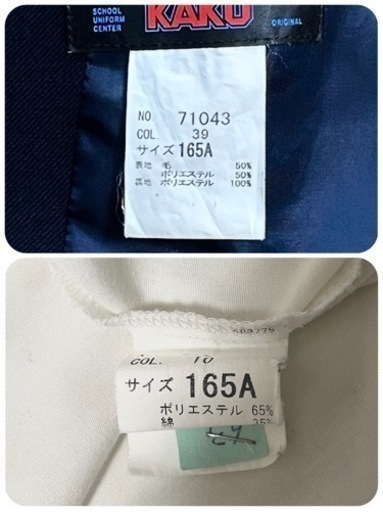 SCHOOL
UNIFORM
CENTER
KAKU
ORIGINAL
NO. 71043
COL. 39
サイズ 165A
表地 毛 50%
ポリエステル 50%
裏地 ポリエステル 100%
COL. 10
サイズ 165A
ポリエステル 65%
綿 35%